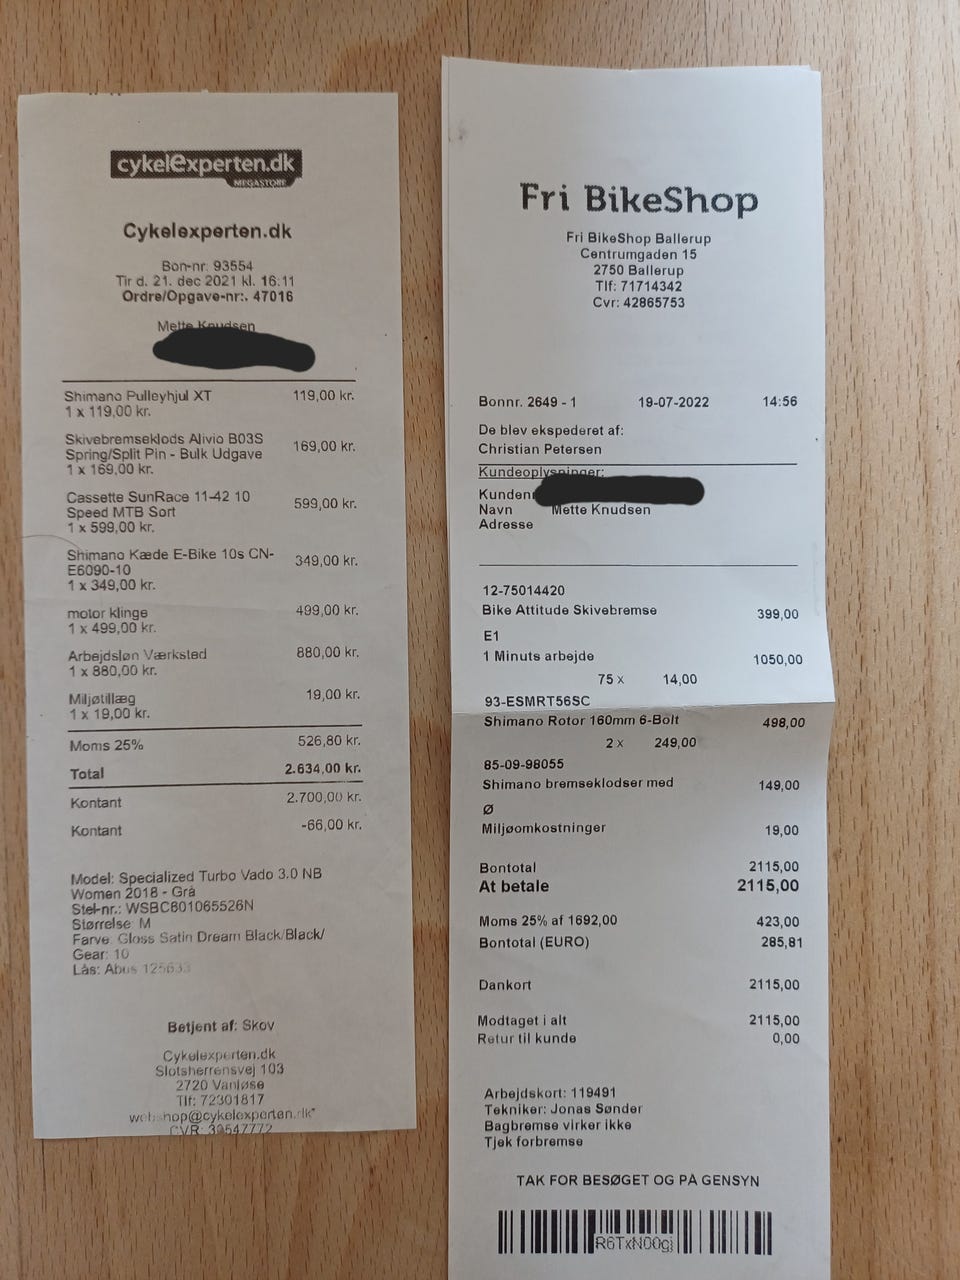 cykelexperten.dk
MEGASTORE
Cykelexperten.dk
Bon-nr. 93554
Tir d. 21. dec 2021 kl. 16:11
Ordre/Opgave-nr:. 47016
Mette Knudsen
Shimano Pulleyhjul XT 119,00 kr.
1 x 119,00 kr.
Skivebremseklods Alivio B03S
Spring/Split Pin - Bulk Udgave 169,00 kr.
1 x 169,00 kr.
Cassette SunRace 11-42 10 599,00 kr.
Speed MTB Sort
1 x 599,00 kr.
Shimano Kæde E-Bike 10s CN- 349,00 kr.
E6090-10
1 x 349,00 kr.
motor klinge 499,00 kr.
1 x 499,00 kr.
Arbejdsløn Værksted 880,00 kr.
1 x 880,00 kr.
Miljøtillæg 19,00 kr.
1 x 19,00 kr.
Moms 25% 526,80 kr.
Total 2.634,00 kr.
Kontant 2.700,00 kr.
Kontant -66,00 kr.
Model: Specialized Turbo Vado 3.0 NB
Women 2018 - Grå
Stel-nr.: WSBC601065526N
Størrelse: M
Farve: Gloss Satin Dream Black/Black/
Gear: 10
Lås: Abus 125633
Betjent af: Skov
Cykelexperten.dk
Slotsherrensvej 103
2720 Vanløse
Tlf: 72301817
webshop@cykelexperten.dk"
CVR: 30547772
Fri BikeShop
Fri BikeShop Ballerup
Centrumgaden 15
2750 Ballerup
Tlf: 71714342
Cvr: 42865753
Bonnr. 2649 - 1 19-07-2022 14:56
De blev ekspederet af:
Christian Petersen
Kundeoplysninger:
Kundenr
Navn Mette Knudsen
Adresse
12-75014420
Bike Attitude Skivebremse 399,00
E1
1 Minuts arbejde 1050,00
75 x 14,00
93-ESMRT56SC
Shimano Rotor 160mm 6-Bolt 498,00
2 x 249,00
85-09-98055
Shimano bremseklodser med 149,00
Ø
Miljøomkostninger 19,00
Bontotal 2115,00
At betale 2115,00
Moms 25% af 1692,00 423,00
Bontotal (EURO) 285,81
Dankort 2115,00
Modtaget i alt 2115,00
Retur til kunde 0,00
Arbejdskort: 119491
Tekniker: Jonas Sønder
Bagbremse virker ikke
Tjek forbremse
TAK FOR BESØGET OG PÅ GENSYN
R6TxN00gj